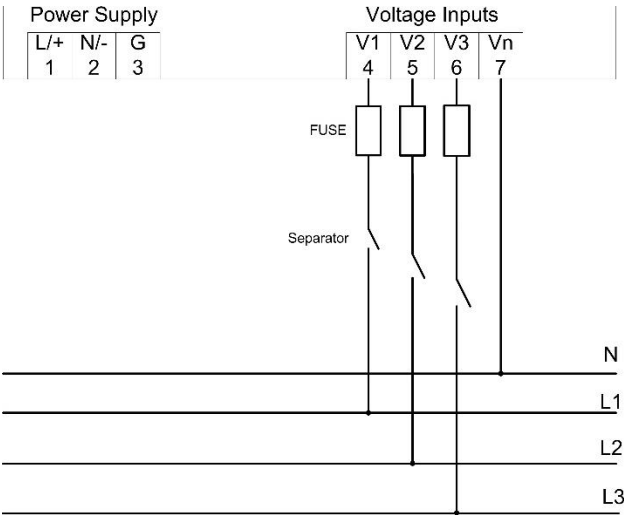 Power Supply
Voltage Inputs
L/+ N/- G
V1 V2 V3 Vn
1 2 3
4 5 6 7
FUSE
Separator
N
L1
L2
L3